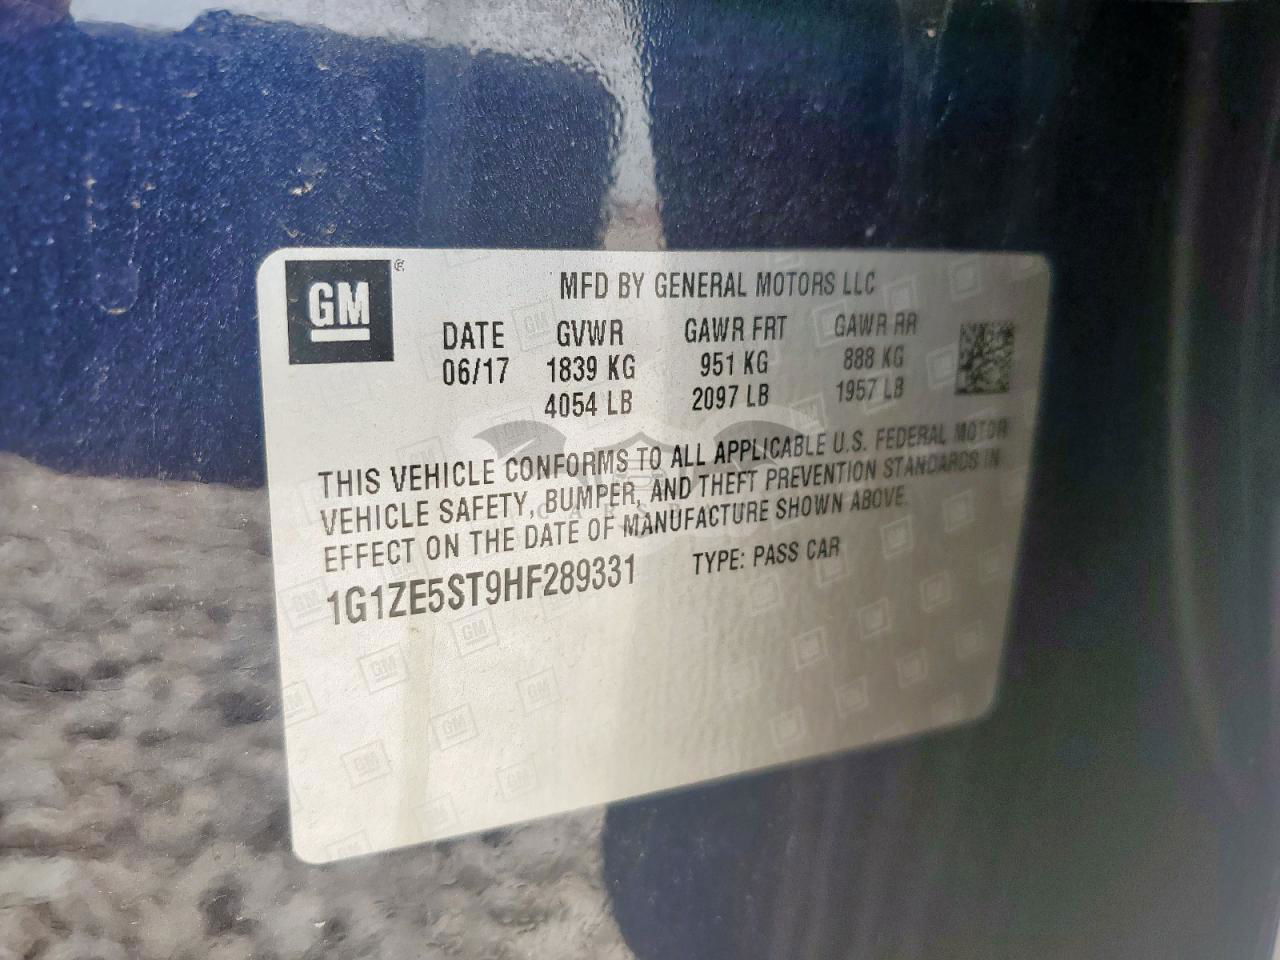 GM
MFD BY GENERAL MOTORS LLC
DATE GVWR GAWR FRT GAWR RR
06/17 1839 KG 951 KG 888 KG
4054 LB 2097 LB 1957 LB
THIS VEHICLE CONFORMS TO ALL APPLICABLE U.S. FEDERAL MOTOR
VEHICLE SAFETY, BUMPER, AND THEFT PREVENTION STANDARDS IN
EFFECT ON THE DATE OF MANUFACTURE SHOWN ABOVE.
1G1ZE5ST9HF289331 TYPE: PASS CAR